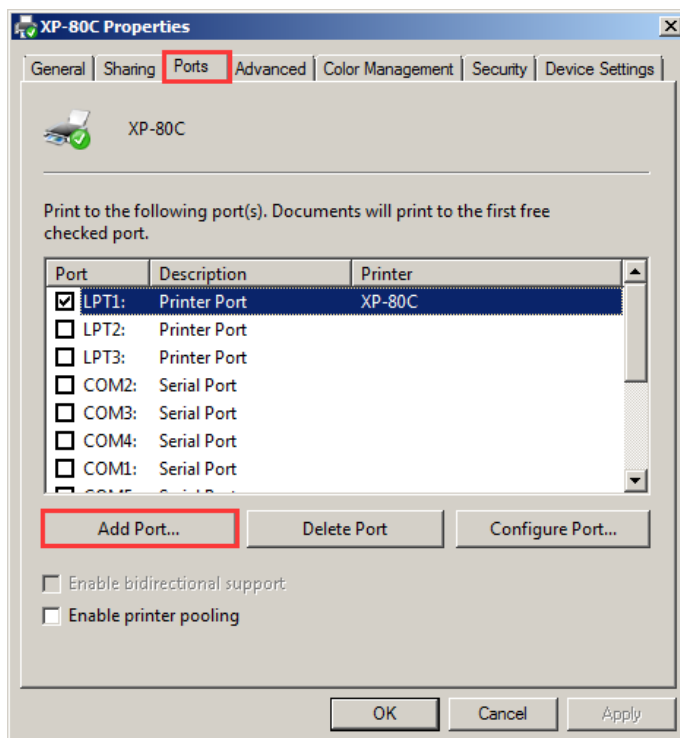 XP-80C Properties
General Sharing Ports Advanced Color Management Security Device Settings
XP-80C
Print to the following port(s). Documents will print to the first free
checked port.
Port Description Printer
LPT1: Printer Port XP-80C
LPT2: Printer Port
LPT3: Printer Port
COM2: Serial Port
COM3: Serial Port
COM4: Serial Port
COM1: Serial Port
Add Port... Delete Port Configure Port...
Enable bidirectional support
Enable printer pooling
OK Cancel Apply